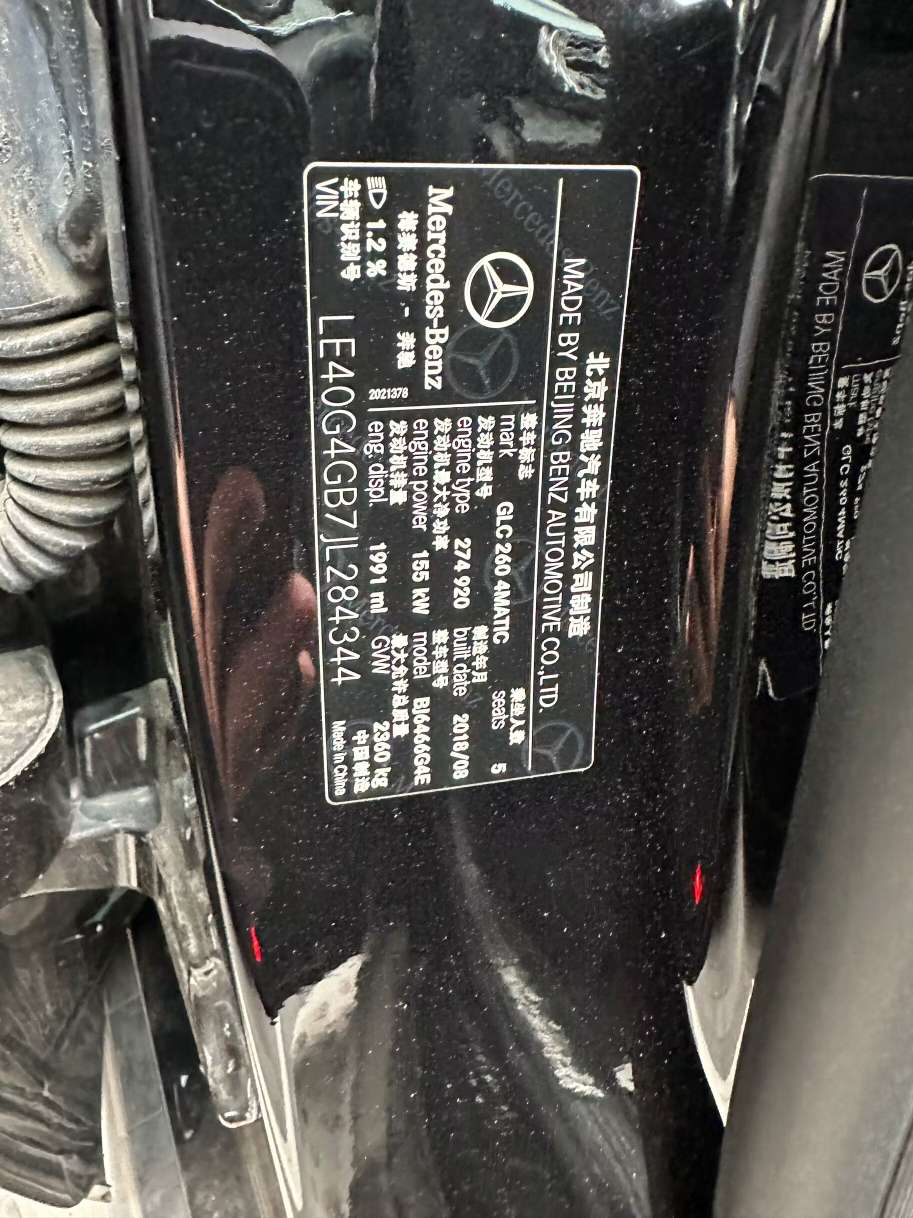 北京奔驰汽车有限公司制造
MADE BY BEIJING BENZ AUTOMOTIVE CO.,LTD.
Mercedes-Benz
梅赛德斯 - 奔驰
1.2 %
2021378
整车标志
mark GLC 260 4MATIC
乘坐人数
seats 5
发动机型号
engine type 274 920
制造年月
built date 2018/08
发动机最大净功率
engine power 155 kW
整车型号
model BJ6466G4E
发动机排量
eng. displ. 1991 ml
最大允许总质量
GVW 2360 kg
车辆识别号
VIN LE40G4GB7JL284344
中国制造
Made in China